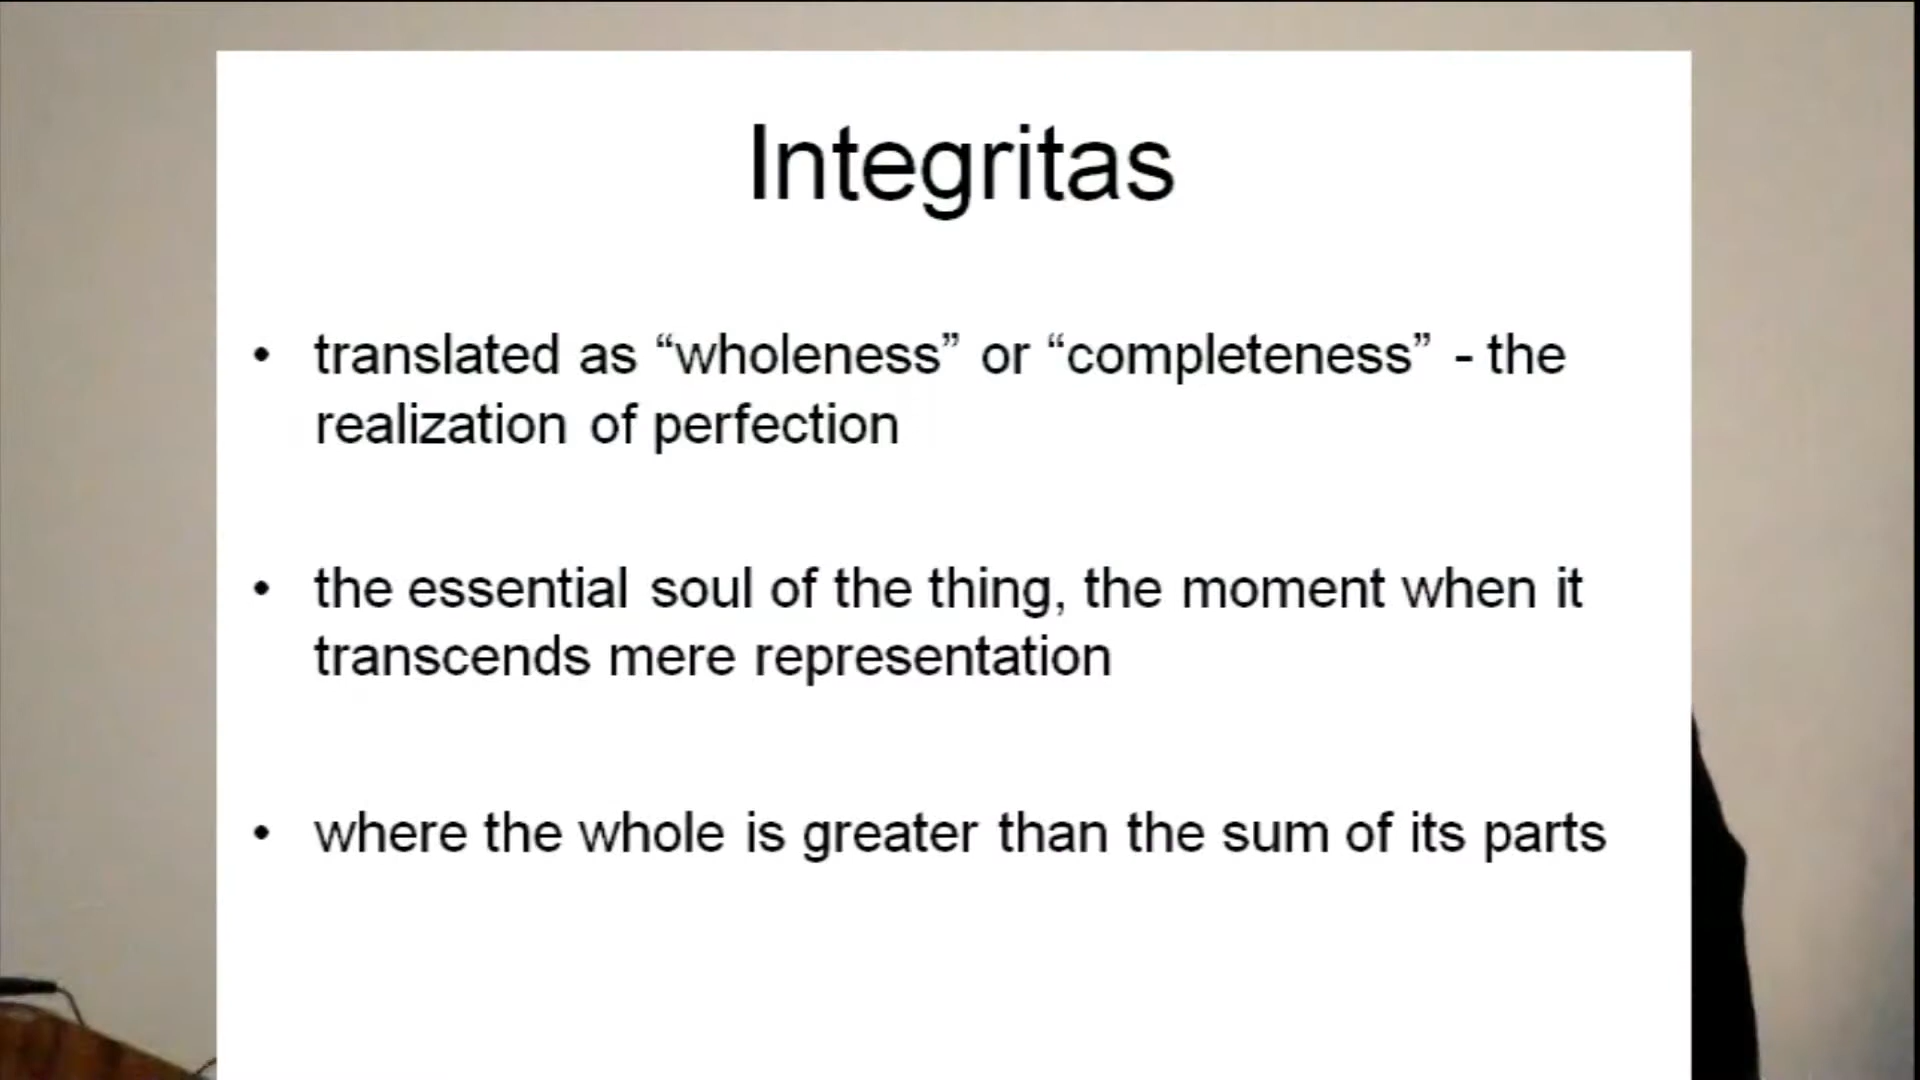 Integritas
• translated as “wholeness” or “completeness” - the
realization of perfection
• the essential soul of the thing, the moment when it
transcends mere representation
• where the whole is greater than the sum of its parts